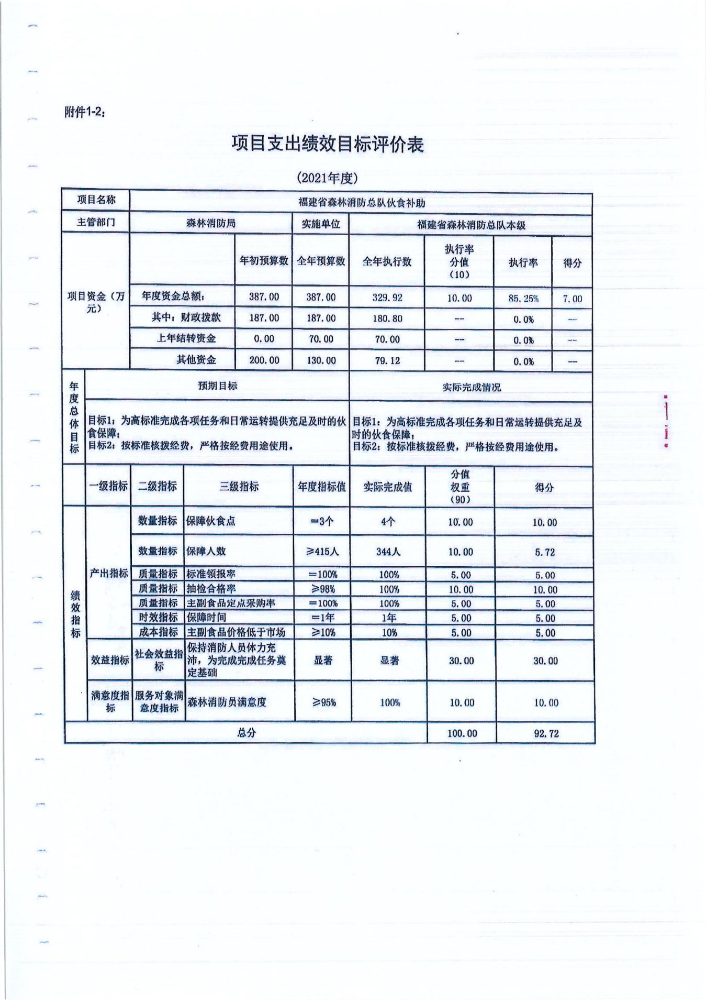 附件1-2：
项目支出绩效目标评价表
（2021年度）
项目名称 福建省森林消防总队伙食补助
主管部门 森林消防局 实施单位 福建省森林消防总队本级
项目资金（万
元）
年初预算数 全年预算数 全年执行数 执行率
分值
（10） 执行率 得分
年度资金总额： 387.00 387.00 329.92 10.00 85.25% 7.00
其中：财政拨款 187.00 187.00 180.80 -- 0.0% --
上年结转资金 0.00 70.00 70.00 -- 0.0% --
其他资金 200.00 130.00 79.12 -- 0.0% --
年度总体目标
预期目标 实际完成情况
目标1：为高标准完成各项任务和日常运转提供充足及时的伙
食保障；
目标2：按标准核拨经费，严格按经费用途使用。
目标1：为高标准完成各项任务和日常运转提供充足及
时的伙食保障；
目标2：按标准核拨经费，严格按经费用途使用。
一级指标 二级指标 三级指标 年度指标值 实际完成值 分值
权重
（90） 得分
绩效指标
产出指标
数量指标 保障伙食点 =3个 4个 10.00 10.00
数量指标 保障人数 ≥415人 344人 10.00 5.72
质量指标 标准领报率 =100% 100% 5.00 5.00
质量指标 抽检合格率 ≥98% 100% 10.00 10.00
质量指标 主副食品定点采购率 =100% 100% 5.00 5.00
时效指标 保障时间 =1年 1年 5.00 5.00
成本指标 主副食品价格低于市场 ≥10% 10% 5.00 5.00
效益指标 社会效益指
标 保持消防人员体力充
沛，为完成完成任务奠
定基础 显著 显著 30.00 30.00
满意度指
标 服务对象满
意度指标 森林消防员满意度 ≥95% 100% 10.00 10.00
总分 100.00 92.72